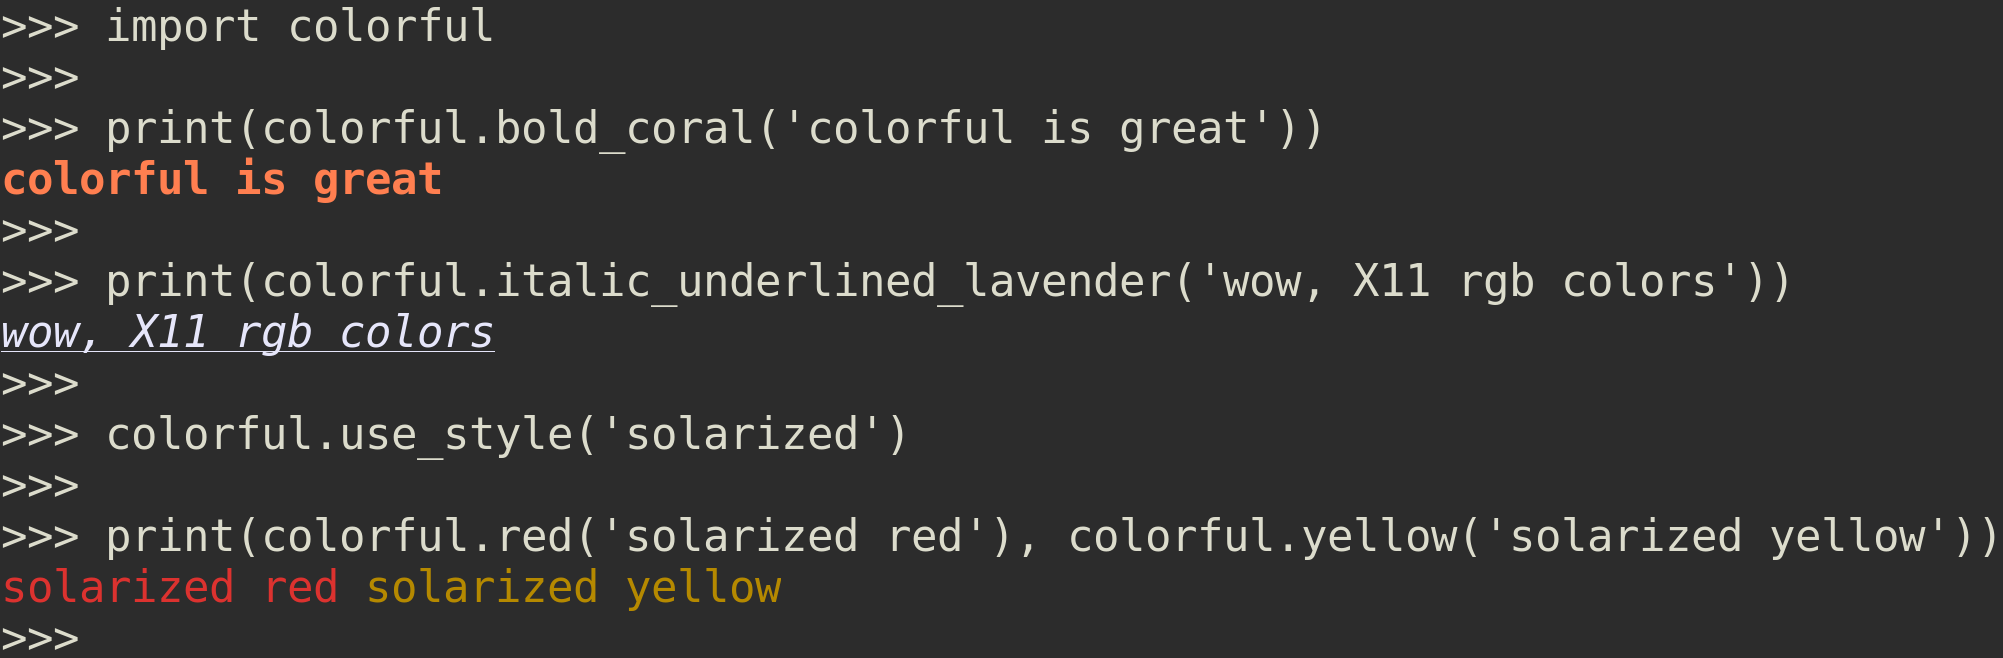 >>> import colorful
>>>
>>> print(colorful.bold_coral('colorful is great'))
colorful is great
>>>
>>> print(colorful.italic_underlined_lavender('wow, X11 rgb colors'))
wow, X11 rgb colors
>>>
>>> colorful.use_style('solarized')
>>>
>>> print(colorful.red('solarized red'), colorful.yellow('solarized yellow'))
solarized red solarized yellow
>>>